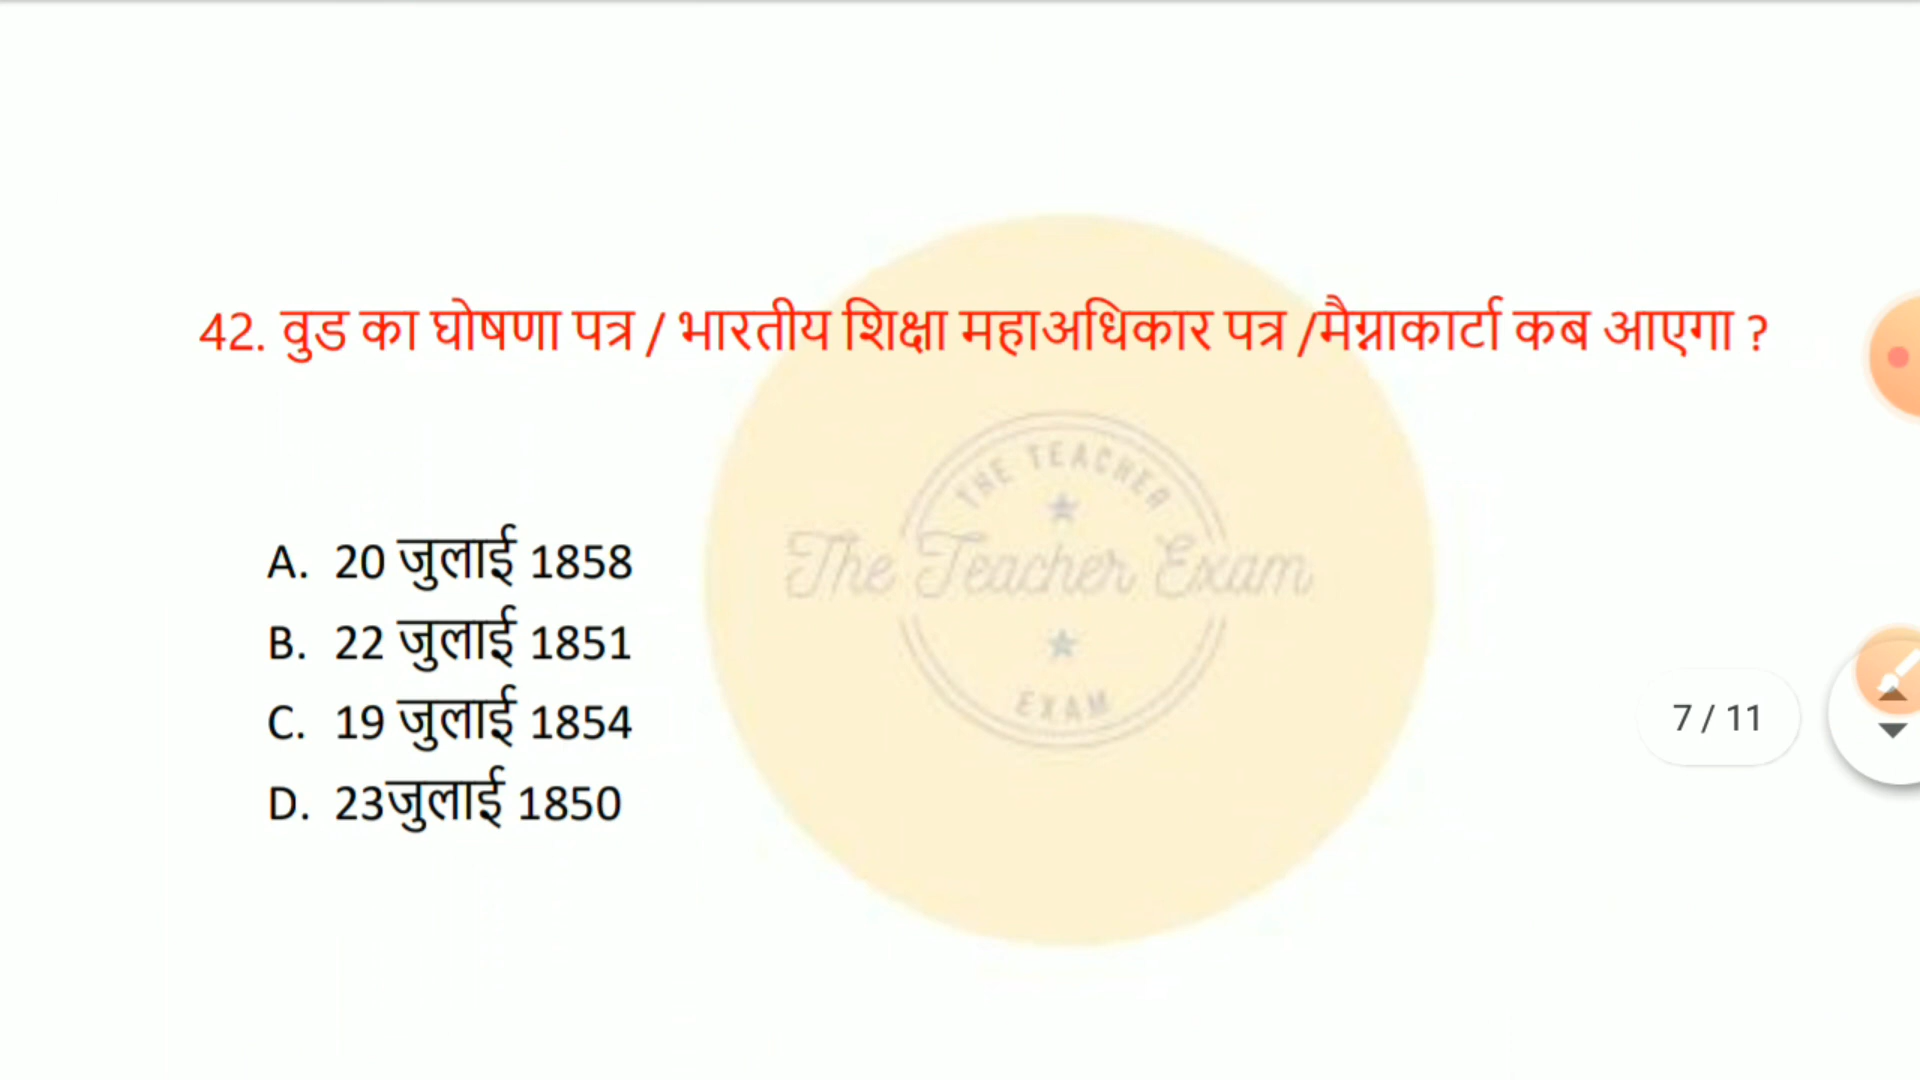 42. वुड का घोषणा पत्र / भारतीय शिक्षा महाअधिकार पत्र /मैग्नाकार्टा कब आएगा ?
THE TEACHER
The Teacher Exam
EXAM
A. 20 जुलाई 1858
B. 22 जुलाई 1851
C. 19 जुलाई 1854
D. 23जुलाई 1850
7 / 11